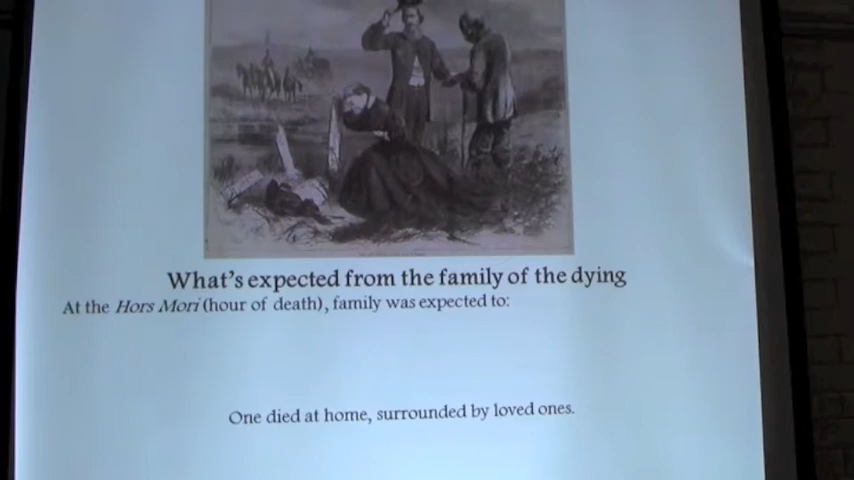 What's expected from the family of the dying
At the Hors Mori (hour of death), family was expected to:
One died at home, surrounded by loved ones.